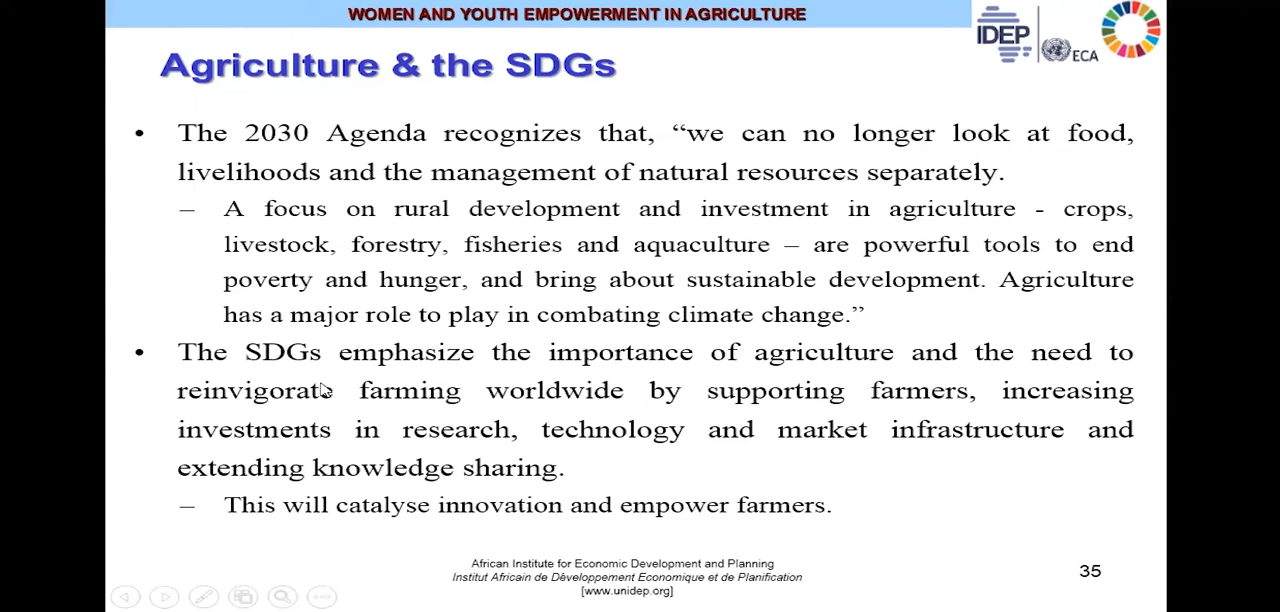 WOMEN AND YOUTH EMPOWERMENT IN AGRICULTURE
IDEP
ECA
Agriculture & the SDGs
• The 2030 Agenda recognizes that, “we can no longer look at food,
livelihoods and the management of natural resources separately.
– A focus on rural development and investment in agriculture - crops,
livestock, forestry, fisheries and aquaculture – are powerful tools to end
poverty and hunger, and bring about sustainable development. Agriculture
has a major role to play in combating climate change.”
• The SDGs emphasize the importance of agriculture and the need to
reinvigorate farming worldwide by supporting farmers, increasing
investments in research, technology and market infrastructure and
extending knowledge sharing.
– This will catalyse innovation and empower farmers.
African Institute for Economic Development and Planning
Institut Africain de Développement Economique et de Planification
[www.unidep.org]
35